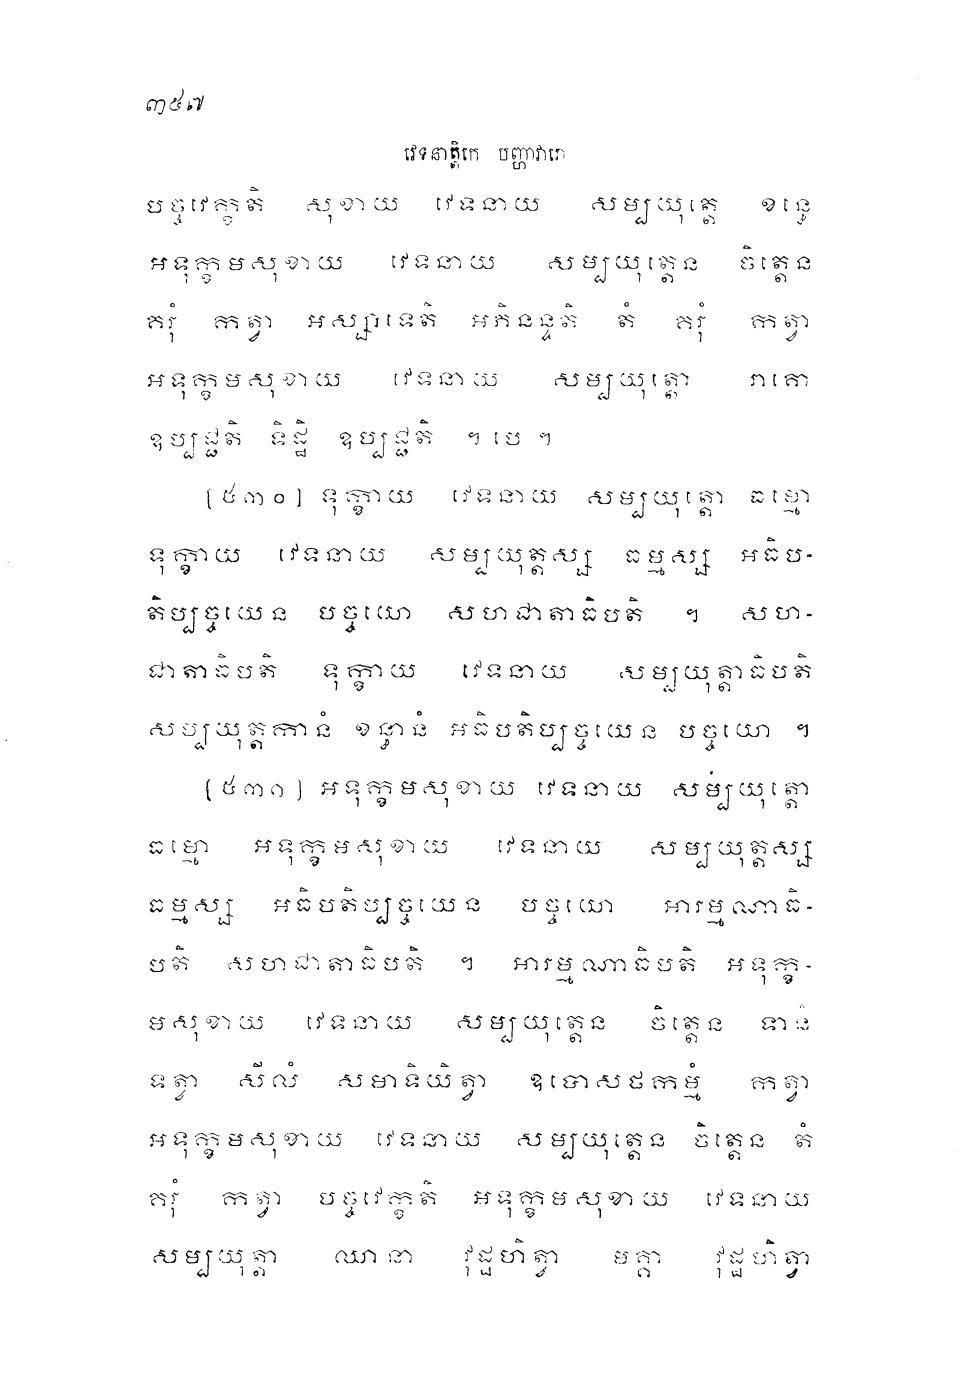 ៣៥៧
វេទនាត្តិកេ បញ្ហាវារោ
បច្ចវេក្ខតិ សុខាយ វេទនាយ សម្បយុត្តេ ខន្ធេ
អទុក្ខមសុខាយ វេទនាយ សម្បយុត្តេន ចិត្តេន
គរុំ កត្វា អស្សាទេតិ អភិនន្ទតិ តំ គរុំ កត្វា
អទុក្ខមសុខាយ វេទនាយ សម្បយុត្តោ រាគោ
ឧប្បជ្ជតិ ទិដ្ឋិ ឧប្បជ្ជតិ ។ បេ ។
[៥៣០] ទុក្ខាយ វេទនាយ សម្បយុត្តោ ធម្មោ
ទុក្ខាយ វេទនាយ សម្បយុត្តស្ស ធម្មស្ស អធិប-
តិប្បច្ចយេន បច្ចយោ សហជាតាធិបតិ ។ សហ-
ជាតាធិបតិ ទុក្ខាយ វេទនាយ សម្បយុត្តាធិបតិ
សប្បយុត្តកានំ ខន្ធានំ អធិបតិប្បច្ចយេន បច្ចយោ ។
[៥៣១] អទុក្ខមសុខាយ វេទនាយ សម្បយុត្តោ
ធម្មោ អទុក្ខមសុខាយ វេទនាយ សម្បយុត្តស្ស
ធម្មស្ស អធិបតិប្បច្ចយេន បច្ចយោ អារម្មណាធិ-
បតិ សហជាតាធិបតិ ។ អារម្មណាធិបតិ អទុក្ខ-
មសុខាយ វេទនាយ សម្បយុត្តេន ចិត្តេន ទានំ
ទត្វា សីលំ សមាទិយិត្វា ឧបោសថកម្មំ កត្វា
អទុក្ខមសុខាយ វេទនាយ សម្បយុត្តេន ចិត្តេន តំ
គរុំ កត្វា បច្ចវេក្ខតិ អទុក្ខមសុខាយ វេទនាយ
សម្បយុត្តា ឈានា វុដ្ឋហិត្វា មគ្គា វុដ្ឋហិត្វា